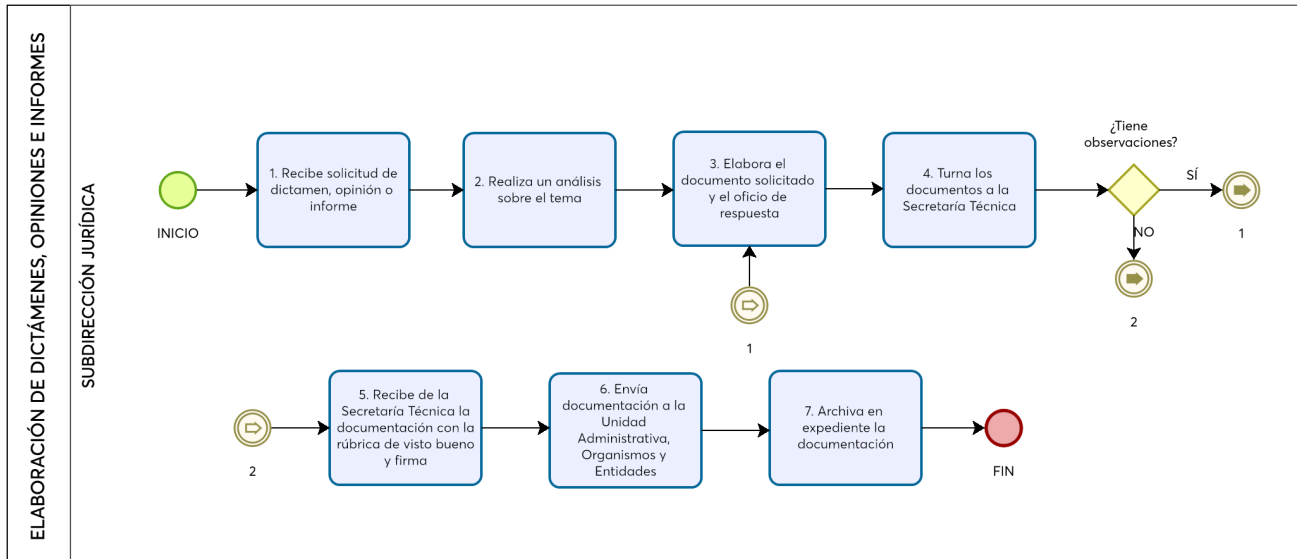 ELABORACIÓN DE DICTÁMENES, OPINIONES E INFORMES
SUBDIRECCIÓN JURÍDICA
INICIO
1. Recibe solicitud de
dictamen, opinión o
informe
2. Realiza un análisis
sobre el tema
3. Elabora el
documento solicitado
y el oficio de
respuesta
4. Turna los
documentos a la
Secretaría Técnica
¿Tiene
observaciones?
SÍ
1
NO
2
1
2
5. Recibe de la
Secretaría Técnica la
documentación con la
rúbrica de visto bueno
y firma
6. Envía
documentación a la
Unidad
Administrativa,
Organismos y
Entidades
7. Archiva en
expediente la
documentación
FIN